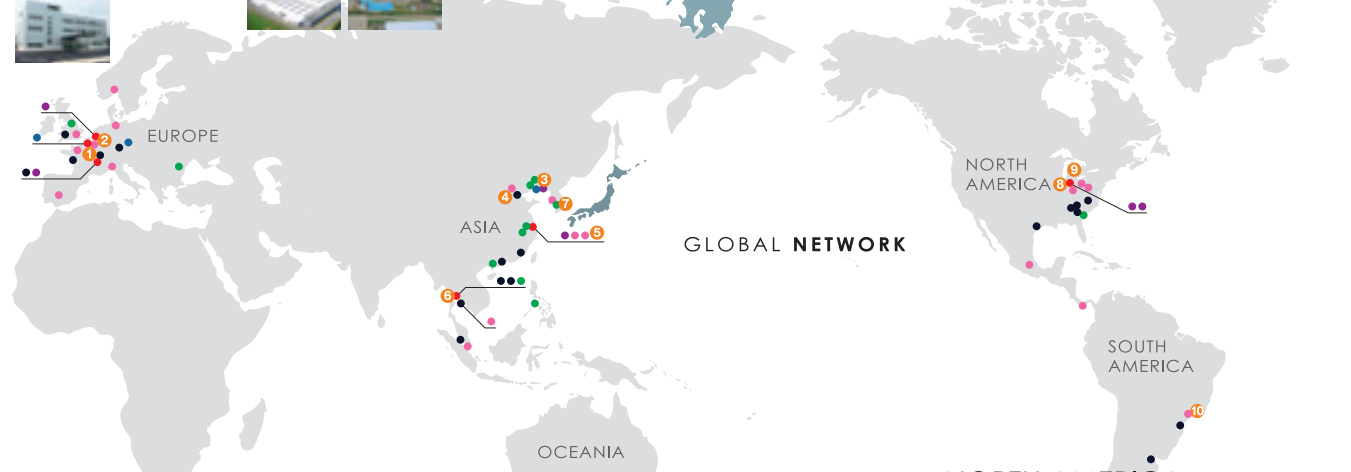 2
EUROPE
1
3
4
7
ASIA
5
GLOBAL NETWORK
6
OCEANIA
NORTH
AMERICA
9
8
SOUTH
AMERICA
10